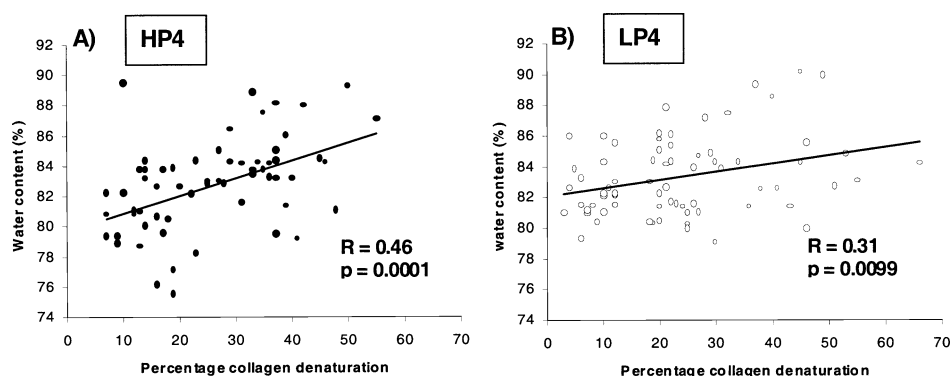 A)
HP4
Water content (%)
92
90
88
86
84
82
80
78
76
74
R = 0.46
p = 0.0001
0 10 20 30 40 50 60 70
Percentage collagen denaturation
B)
LP4
water content (%)
92
90
88
86
84
82
80
78
76
74
R = 0.31
p = 0.0099
0 10 20 30 40 50 60 70
Percentage collagen denaturation